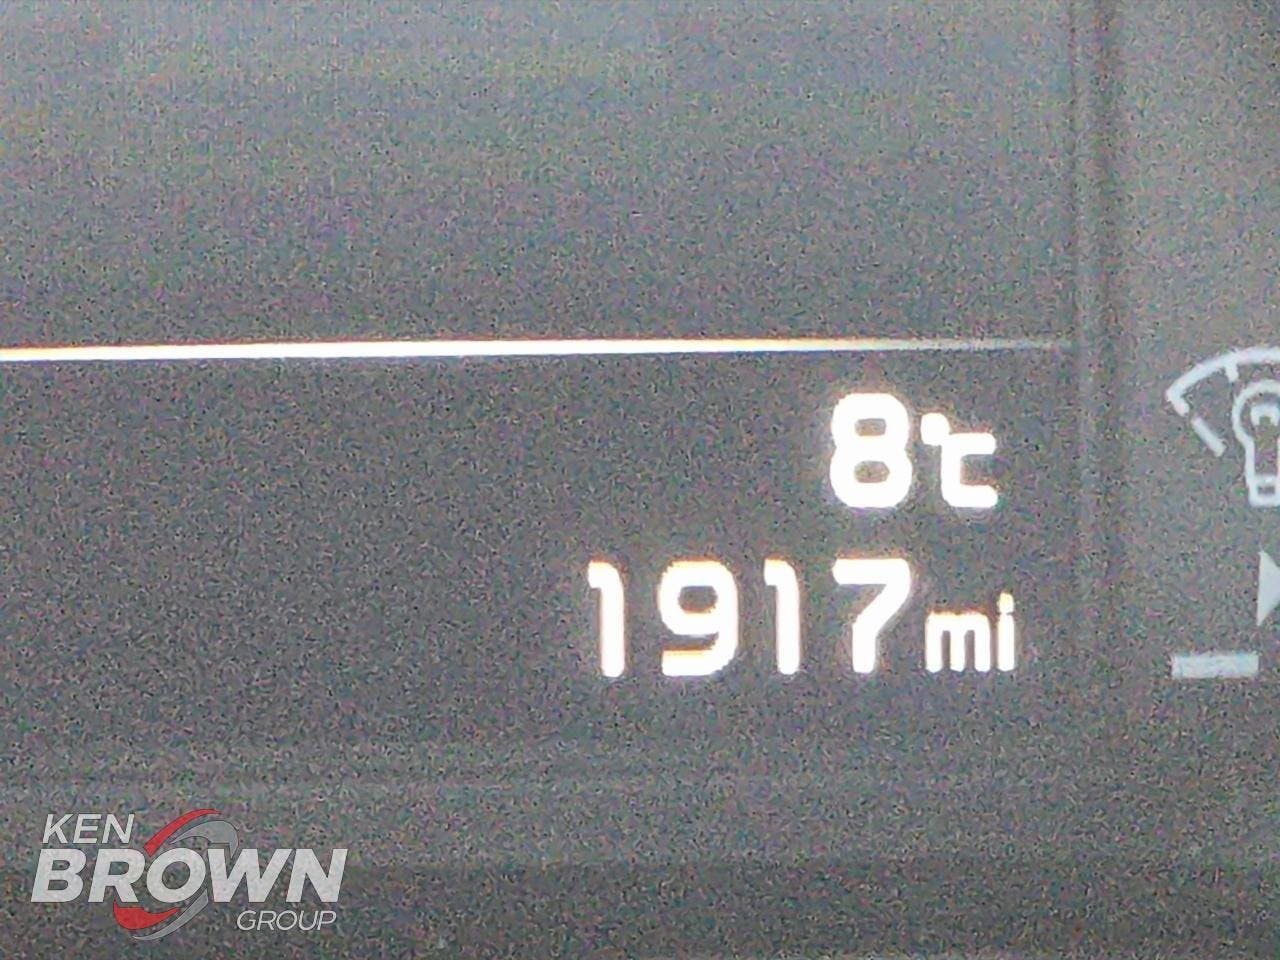 8℃
1917mi
KEN
BROWN
GROUP